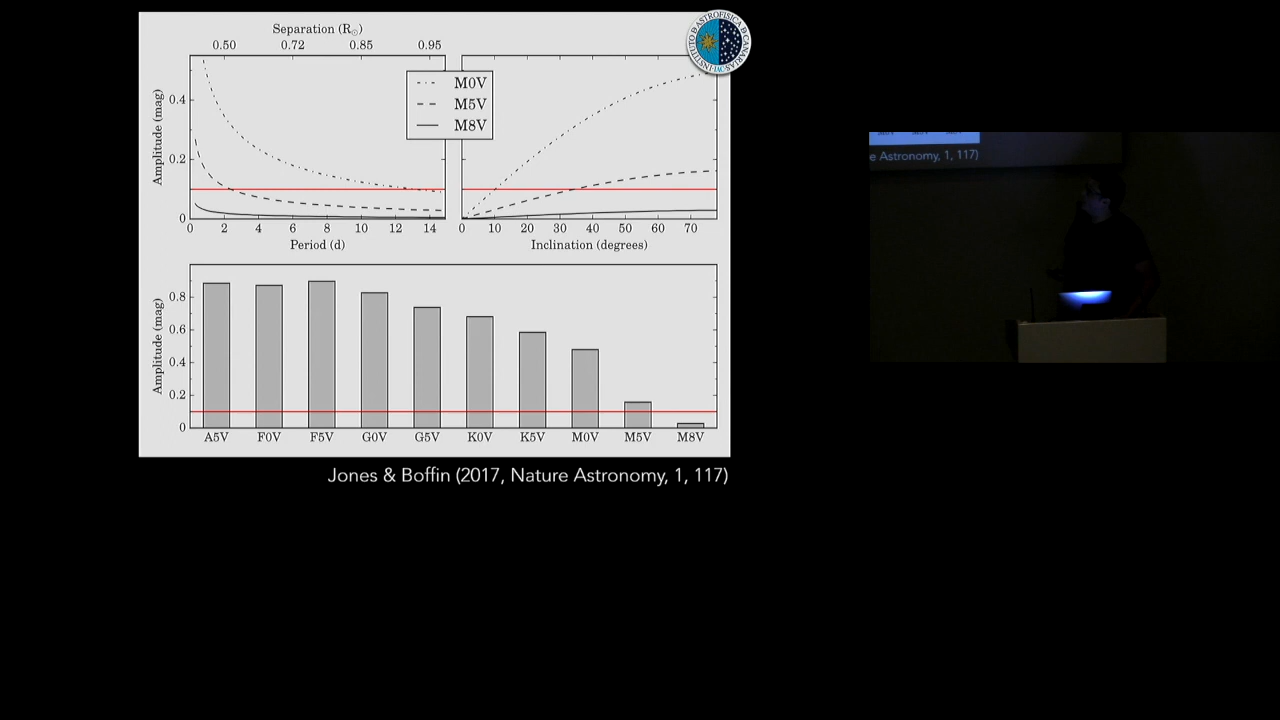 Separation (R☉)
0.50 0.72 0.85 0.95
INSTITUTO D ASTROFISICA D CANARIAS
Amplitude (mag)
0.4
0.2
0
M0V
M5V
M8V
0 2 4 6 8 10 12 14
Period (d)
0 10 20 30 40 50 60 70
Inclination (degrees)
Amplitude (mag)
0.8
0.6
0.4
0.2
0
A5V F0V F5V G0V G5V K0V K5V M0V M5V M8V
Jones & Boffin (2017, Nature Astronomy, 1, 117)
e Astronomy, 1, 117)